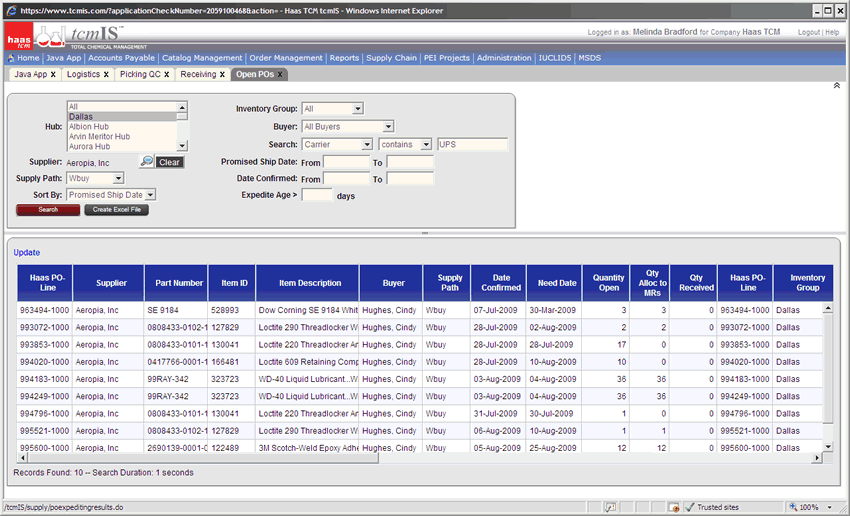 https://www.tcmis.com/?applicationCheckNumber=2059100468&action= - Haas TCM tcmIS - Windows Internet Explorer
haas tcmis tcmIS™
TOTAL CHEMICAL MANAGEMENT
Logged in as: Melinda Bradford for Company Haas TCM Logout | Help
Home | Java App | Accounts Payable | Catalog Management | Order Management | Reports | Supply Chain | PEI Projects | Administration | IUCLID5 | MSDS
Java App x Logistics x Picking QC x Receiving x Open POs x
Hub: All
Dallas
Albion Hub
Arvin Meritor Hub
Aurora Hub
Inventory Group: All
Buyer: All Buyers
Search: Carrier contains UPS
Supplier: Aeropia, Inc Clear
Promised Ship Date: From To
Supply Path: Wbuy
Date Confirmed: From To
Sort By: Promised Ship Date
Expedite Age > days
Search Create Excel File
Update
Haas PO-Line Supplier Part Number Item ID Item Description Buyer Supply Path Date Confirmed Need Date Quantity Open Qty Alloc to MRs Qty Received Haas PO-Line Inventory Group
963494-1000 Aeropia, Inc SE 9184 528993 Dow Corning SE 9184 Whit Hughes, Cindy Wbuy 07-Jul-2009 30-Mar-2009 3 3 0 963494-1000 Dallas
993072-1000 Aeropia, Inc 0808433-0102-1 127829 Loctite 290 Threadlocker W Hughes, Cindy Wbuy 28-Jul-2009 02-Aug-2009 2 2 0 993072-1000 Dallas
993853-1000 Aeropia, Inc 0808433-0101-1 130041 Loctite 220 Threadlocker Ar Hughes, Cindy Wbuy 28-Jul-2009 28-Jul-2009 17 0 0 993853-1000 Dallas
994020-1000 Aeropia, Inc 0417766-0001-1 166481 Loctite 609 Retaining Comp Hughes, Cindy Wbuy 28-Jul-2009 10-Aug-2009 10 0 0 994020-1000 Dallas
994183-1000 Aeropia, Inc 99RAY-342 323723 WD-40 Liquid Lubricant...W Hughes, Cindy Wbuy 03-Aug-2009 04-Aug-2009 36 36 0 994183-1000 Dallas
994249-1000 Aeropia, Inc 99RAY-342 323723 WD-40 Liquid Lubricant...W Hughes, Cindy Wbuy 03-Aug-2009 04-Aug-2009 36 36 0 994249-1000 Dallas
994796-1000 Aeropia, Inc 0808433-0101-1 130041 Loctite 220 Threadlocker Ar Hughes, Cindy Wbuy 31-Jul-2009 30-Jul-2009 1 0 0 994796-1000 Dallas
995521-1000 Aeropia, Inc 0808433-0102-1 127829 Loctite 290 Threadlocker W Hughes, Cindy Wbuy 06-Aug-2009 10-Aug-2009 1 1 0 995521-1000 Dallas
995600-1000 Aeropia, Inc 2690139-0001-0 122489 3M Scotch-Weld Epoxy Adhe Hughes, Cindy Wbuy 05-Aug-2009 25-Aug-2009 12 12 0 995600-1000 Dallas
Records Found: 10 -- Search Duration: 1 seconds
/tcmIS/supply/poexpeditingresults.do Trusted sites 100%